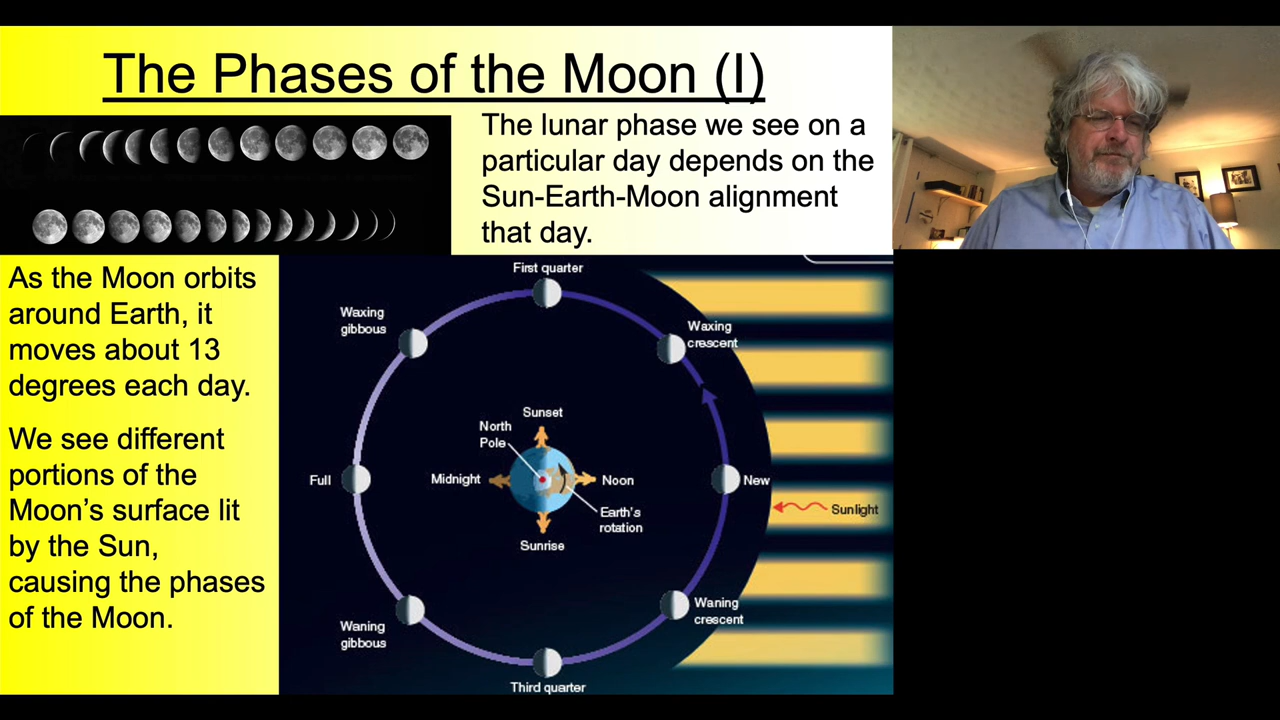 The Phases of the Moon (I)
The lunar phase we see on a
particular day depends on the
Sun-Earth-Moon alignment
that day.
As the Moon orbits
around Earth, it
moves about 13
degrees each day.
We see different
portions of the
Moon’s surface lit
by the Sun,
causing the phases
of the Moon.
First quarter
Waxing
gibbous
Waxing
crescent
Sunset
North
Pole
Full
Midnight
Noon
New
Earth's
rotation
Sunlight
Sunrise
Waning
gibbous
Waning
crescent
Third quarter